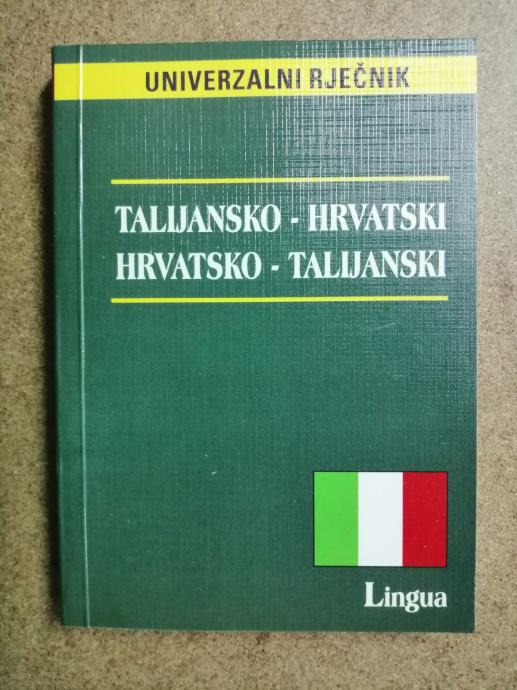 UNIVERZALNI RJEČNIK
TALIJANSKO - HRVATSKI
HRVATSKO - TALIJANSKI
Lingua